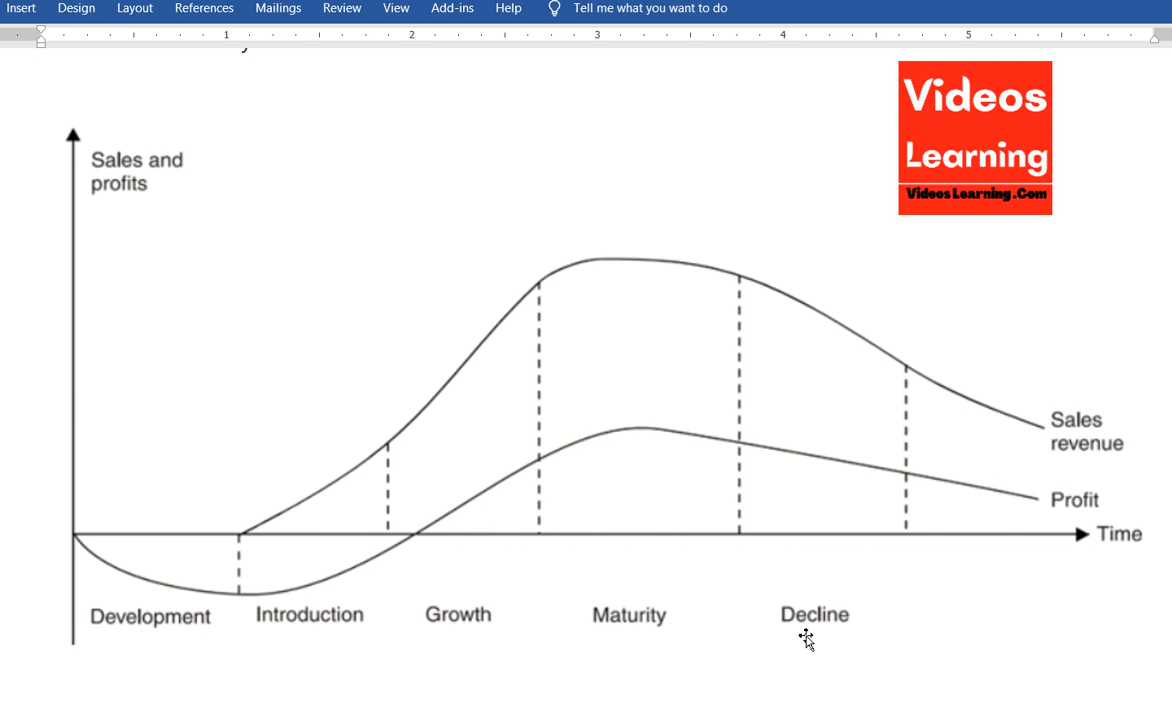 Insert Design Layout References Mailings Review View Add-ins Help Tell me what you want to do
1 2 3 4 5
Videos
Learning
VideosLearning.Com
Sales and
profits
Sales
revenue
Profit
Time
Development Introduction Growth Maturity Decline